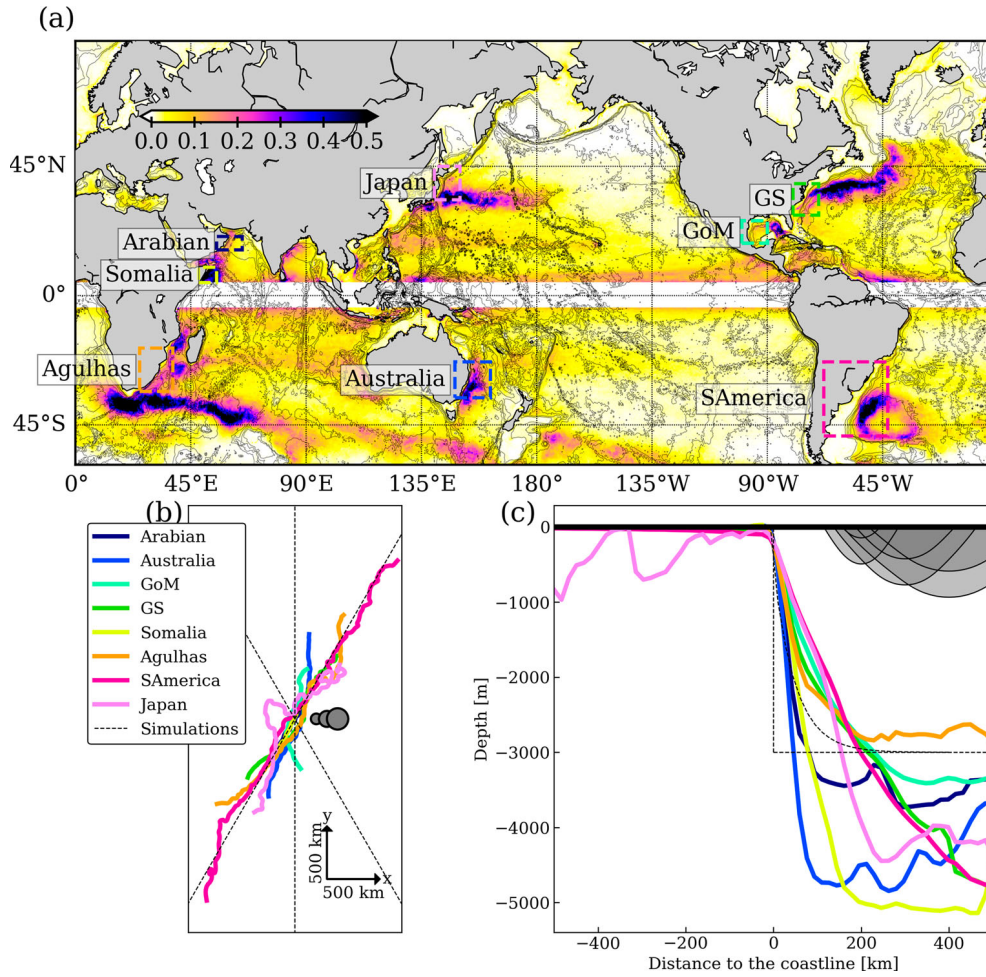 (a)
0.0 0.1 0.2 0.3 0.4 0.5
45°N
0°
45°S
Japan
GS
GoM
Arabian
Somalia
Agulhas
Australia
SAmerica
0° 45°E 90°E 135°E 180° 135°W 90°W 45°W
(b)
Arabian
Australia
GoM
GS
Somalia
Agulhas
SAmerica
Japan
Simulations
y
500 km
x
500 km
(c)
Depth [m]
0
−1000
−2000
−3000
−4000
−5000
−400 −200 0 200 400
Distance to the coastline [km]